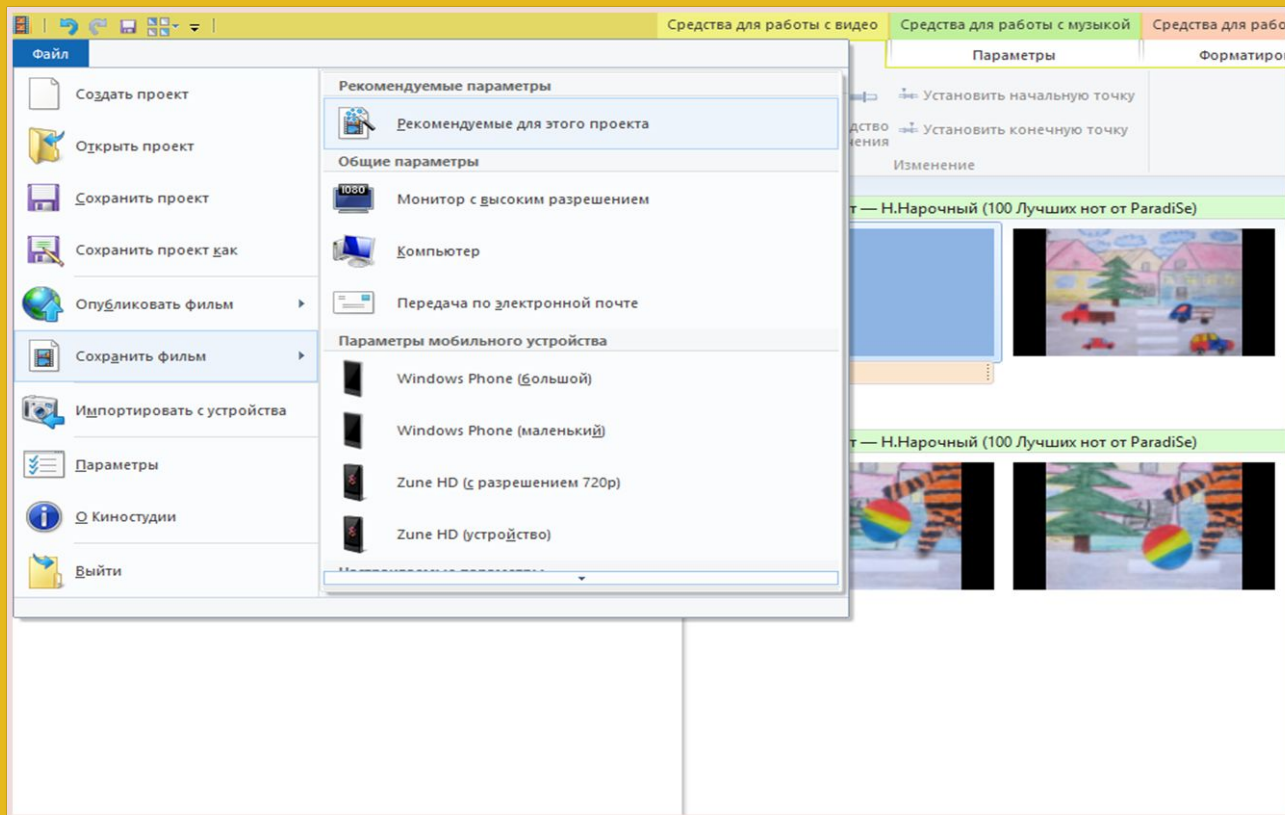 Средства для работы с видео
Средства для работы с музыкой
Средства для
Файл
Параметры
Создать проект
Открыть проект
Сохранить проект
Сохранить проект как
Опубликовать фильм
Сохранить фильм
Импортировать с устройства
Параметры
О Киностудии
Выйти
Рекомендуемые параметры
Рекомендуемые для этого проекта
Общие параметры
1080
Монитор с высоким разрешением
Компьютер
Передача по электронной почте
Параметры мобильного устройства
Windows Phone (большой)
Windows Phone (маленький)
Zune HD (с разрешением 720p)
Zune HD (устройство)
Установить начальную точку
Установить конечную точку
Изменение
т — Н.Нарочный (100 Лучших нот от ParadiSe)
т — Н.Нарочный (100 Лучших нот от ParadiSe)